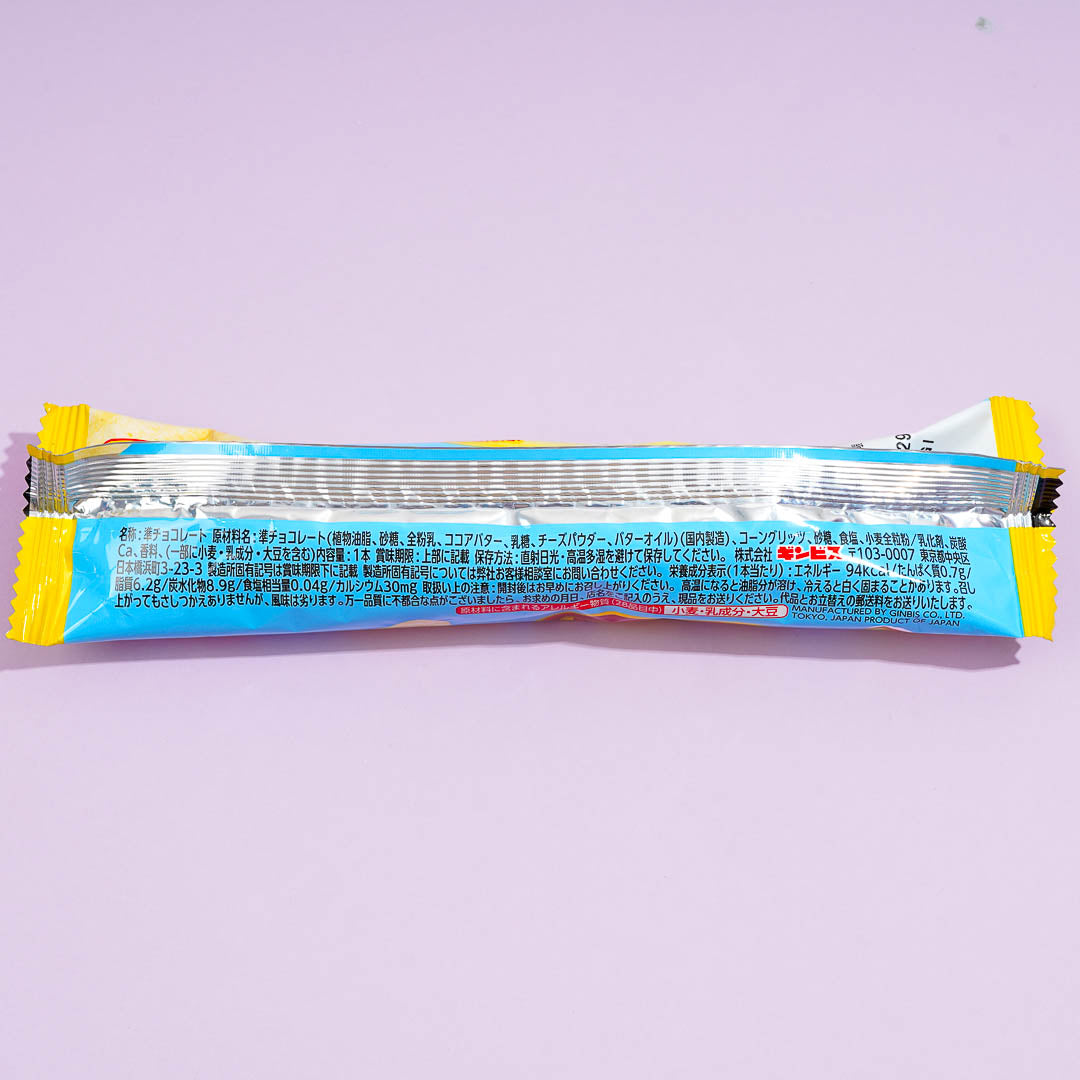 名称：準チョコレート 原材料名：準チョコレート(植物油脂、砂糖、全粉乳、ココアバター、乳糖、チーズパウダー、バターオイル)(国内製造)、コーングリッツ、砂糖、食塩、小麦全粒粉/乳化剤、炭酸
Ca、香料、(一部に小麦・乳成分・大豆を含む)内容量：1本 賞味期限：上部に記載 保存方法：直射日光・高温多湿を避けて保存してください。 株式会社 ギンビス 〒103-0007 東京都中央区
日本橋浜町3-23-3 製造所固有記号は賞味期限下に記載 製造所固有記号については弊社お客様相談室にお問い合わせください。 栄養成分表示(1本当たり)：エネルギー 94kcal/たんぱく質0.7g/
脂質6.2g/炭水化物8.9g/食塩相当量0.04g/カルシウム30mg 取扱い上の注意：開封後はお早めにお召し上がりください。 高温になると油脂分が溶け、冷えると白く固まることがあります。召し
上がってもさしつかえありませんが、風味は劣ります。万一品質に不都合な点がございましたら、お求めの月日、店名をご記入のうえ、現品をお送りください。代品とお立替えの郵送料をお送りいたします。
原材料に含まれるアレルギー物質(28品目中) 小麦・乳成分・大豆
MANUFACTURED BY GINBIS CO., LTD.
TOKYO, JAPAN PRODUCT OF JAPAN